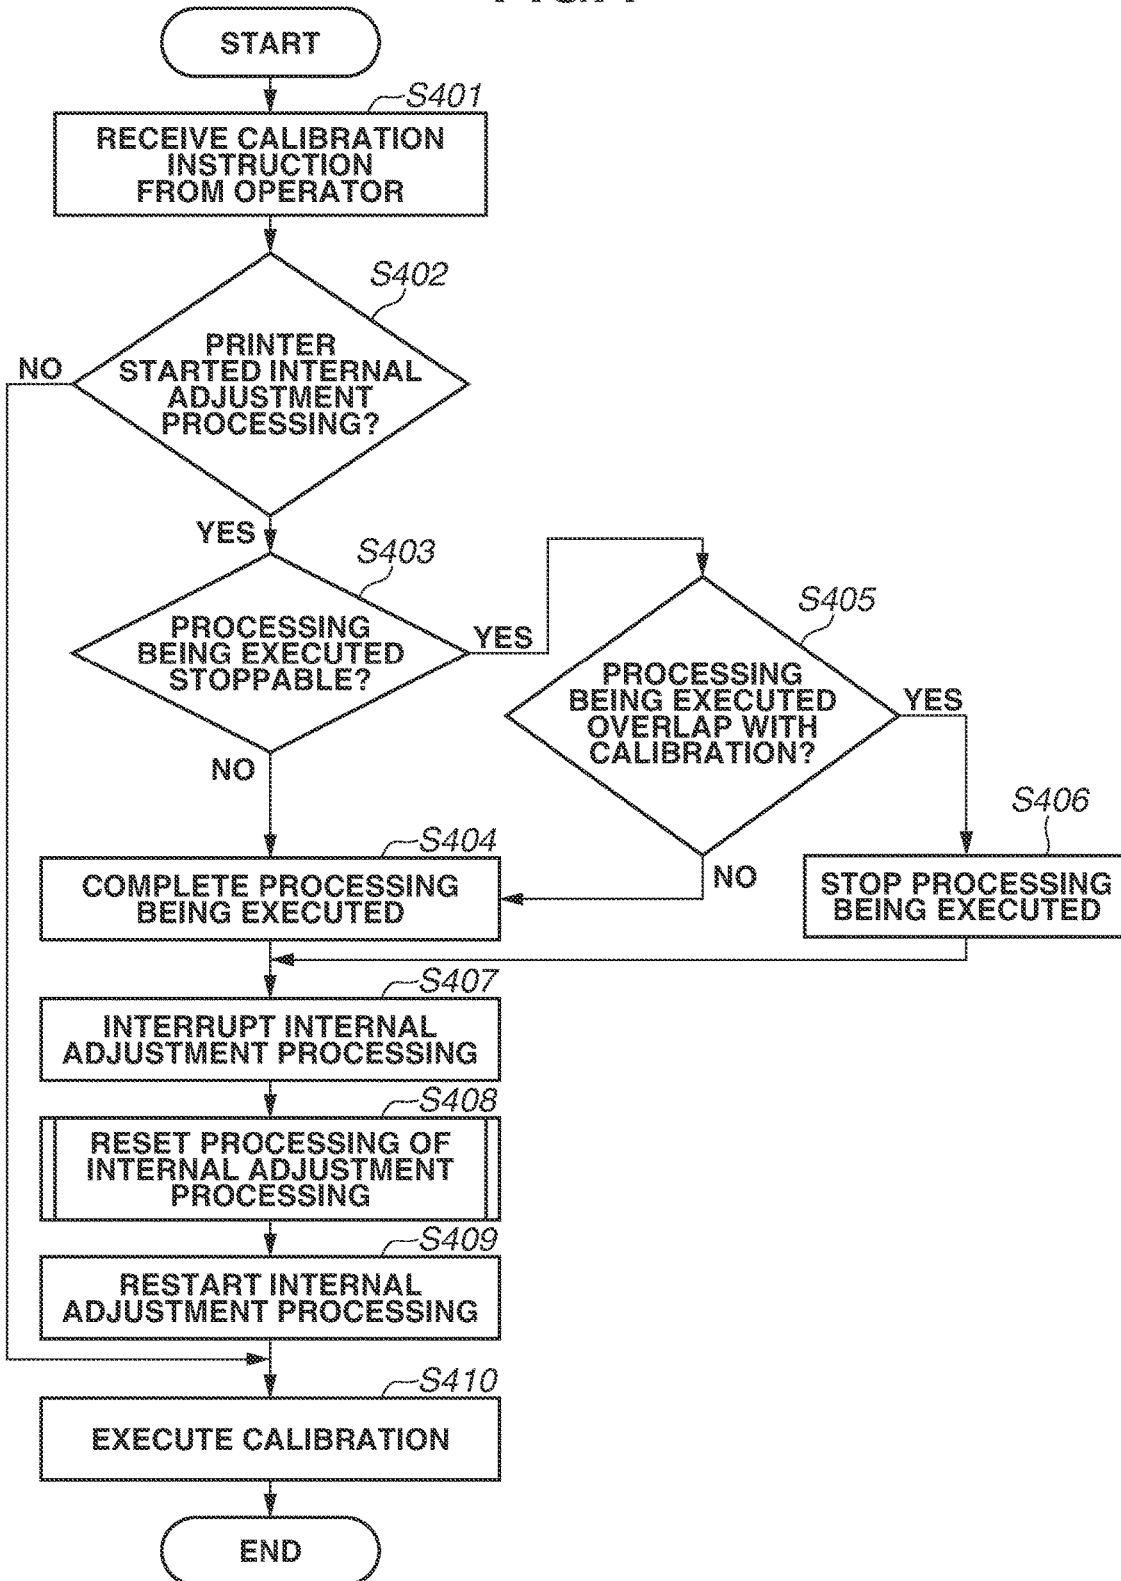 START
S401
RECEIVE CALIBRATION
INSTRUCTION
FROM OPERATOR
S402
PRINTER
STARTED INTERNAL
ADJUSTMENT
PROCESSING?
NO
YES
S403
PROCESSING
BEING EXECUTED
STOPPABLE?
YES
NO
S405
PROCESSING
BEING EXECUTED
OVERLAP WITH
CALIBRATION?
YES
NO
S406
STOP PROCESSING
BEING EXECUTED
S404
COMPLETE PROCESSING
BEING EXECUTED
S407
INTERRUPT INTERNAL
ADJUSTMENT PROCESSING
S408
RESET PROCESSING OF
INTERNAL ADJUSTMENT
PROCESSING
S409
RESTART INTERNAL
ADJUSTMENT PROCESSING
S410
EXECUTE CALIBRATION
END